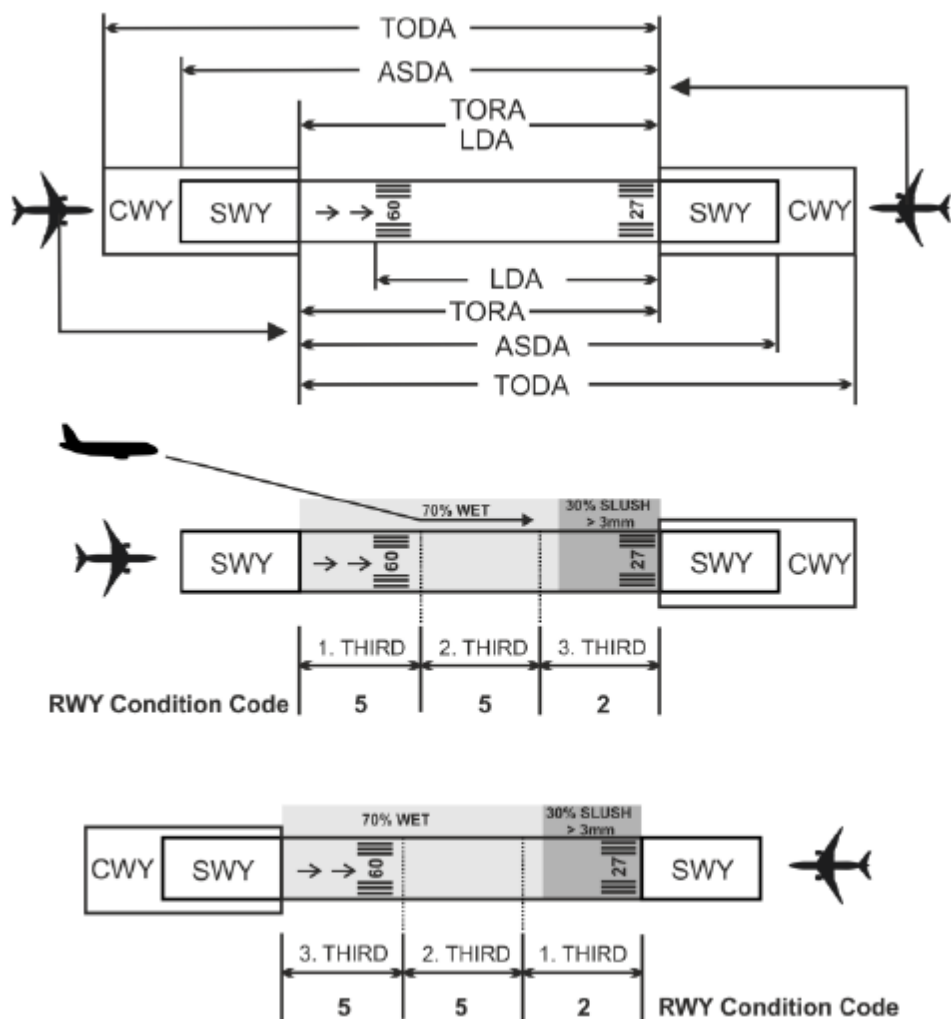 TODA
ASDA
TORA
LDA
CWY SWY 09 27 SWY CWY
LDA
TORA
ASDA
TODA
70% WET 30% SLUSH
> 3mm
SWY 09 27 SWY CWY
1. THIRD 2. THIRD 3. THIRD
RWY Condition Code 5 5 2
70% WET 30% SLUSH
> 3mm
CWY SWY 09 27 SWY
3. THIRD 2. THIRD 1. THIRD
5 5 2 RWY Condition Code